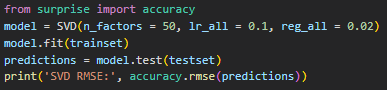 from surprise import accuracy
model = SVD(n_factors = 50, lr_all = 0.1, reg_all = 0.02)
model.fit(trainset)
predictions = model.test(testset)
print('SVD RMSE:', accuracy.rmse(predictions))